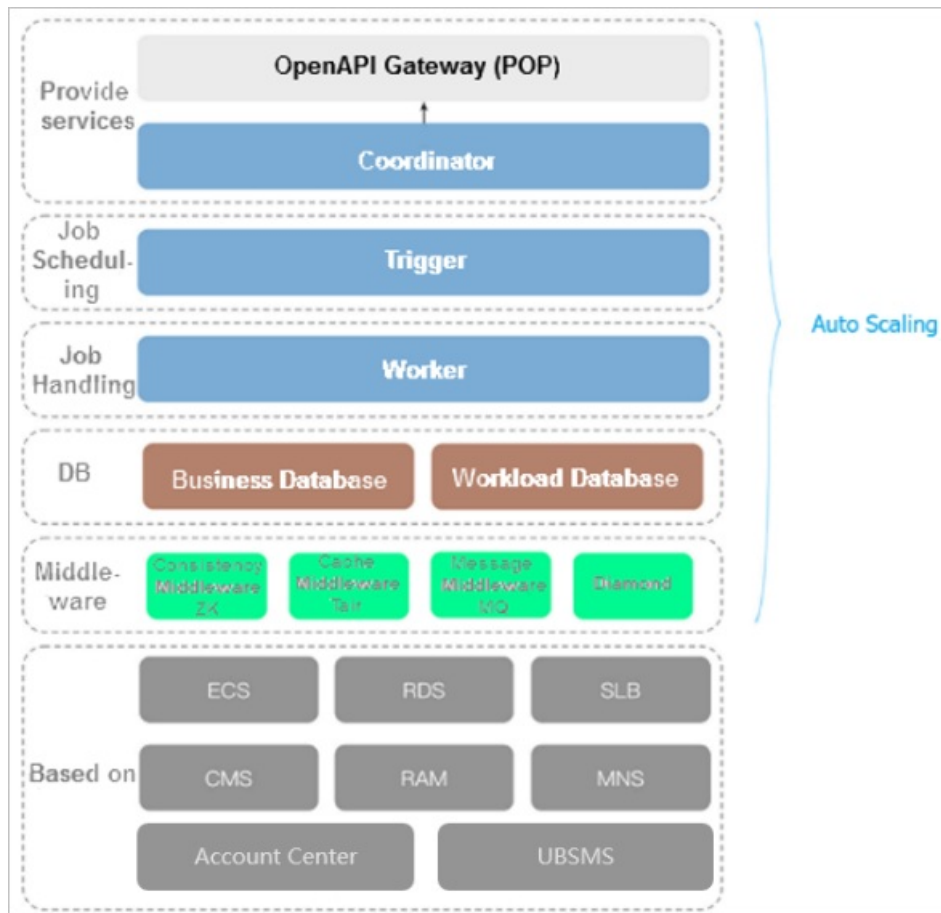 OpenAPI Gateway (POP)
Provide
services
Coordinator
Job
Schedul-
ing
Trigger
Auto Scaling
Job
Handling
Worker
DB
Business Database
Workload Database
Middle-
ware
Consistency
Middleware
ZK
Cache
Middleware
Tair
Message
Middleware
MQ
Diamond
Based on
ECS
RDS
SLB
CMS
RAM
MNS
Account Center
UBSMS